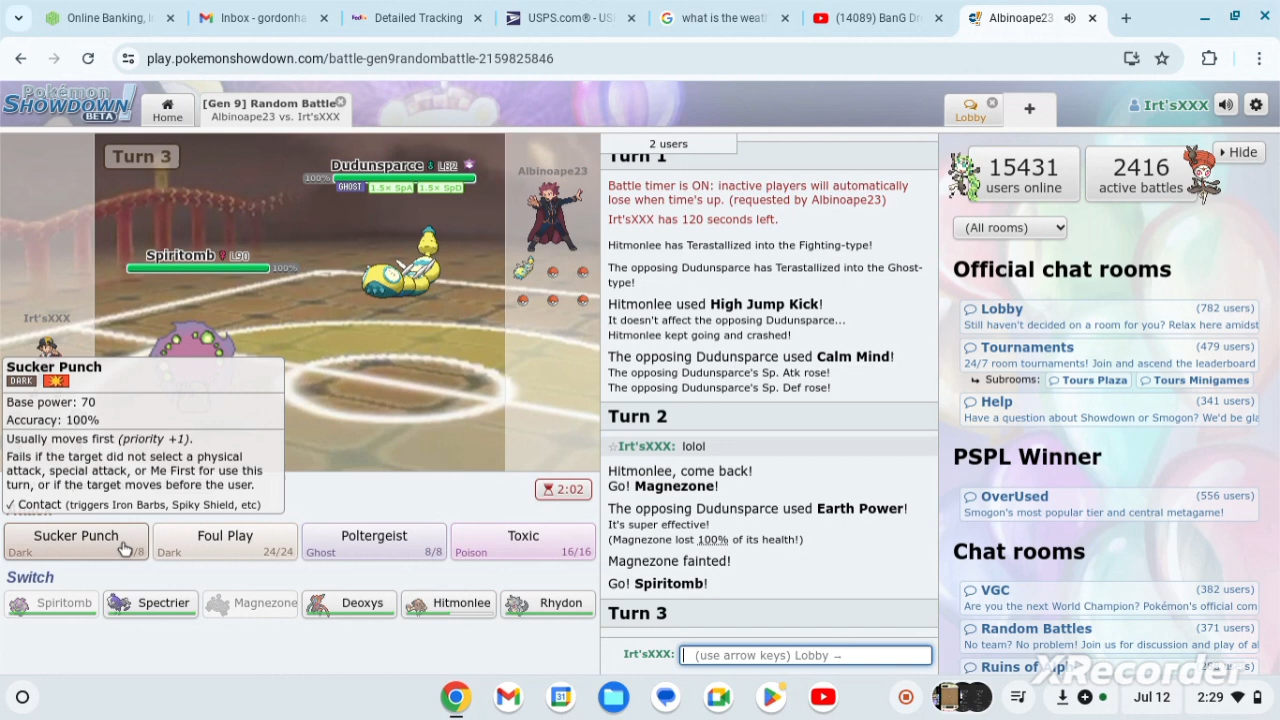 Online Banking, In
Inbox - gordonha
Detailed Tracking
USPS.com® - US
what is the weat
(14089) BanG Dr
Albinoape23
play.pokemonshowdown.com/battle-gen9randombattle-2159825846
Pokémon
SHOWDOWN
BETA
Home
[Gen 9] Random Battle
Albinoape23 vs. Irt'sXXX
Lobby
Irt'sXXX
Turn 3
Dudunsparce L82
100%
GHOST 1.5× SpA 1.5× SpD
Spiritomb L90
100%
Albinoape23
Irt'sXXX
Sucker Punch
DARK
Base power: 70
Accuracy: 100%
Usually moves first (priority +1).
Fails if the target did not select a physical
attack, special attack, or Me First for use this
turn, or if the target moves before the user.
✓ Contact (triggers Iron Barbs, Spiky Shield, etc)
2:02
Sucker Punch
Dark /8
Foul Play
Dark 24/24
Poltergeist
Ghost 8/8
Toxic
Poison 16/16
Switch
Spiritomb
Spectrier
Magnezone
Deoxys
Hitmonlee
Rhydon
2 users
Turn 1
Battle timer is ON: inactive players will automatically
lose when time's up. (requested by Albinoape23)
Irt'sXXX has 120 seconds left.
Hitmonlee has Terastallized into the Fighting-type!
The opposing Dudunsparce has Terastallized into the Ghost-
type!
Hitmonlee used High Jump Kick!
It doesn't affect the opposing Dudunsparce...
Hitmonlee kept going and crashed!
The opposing Dudunsparce used Calm Mind!
The opposing Dudunsparce's Sp. Atk rose!
The opposing Dudunsparce's Sp. Def rose!
Turn 2
☆Irt'sXXX: lolol
Hitmonlee, come back!
Go! Magnezone!
The opposing Dudunsparce used Earth Power!
It's super effective!
(Magnezone lost 100% of its health!)
Magnezone fainted!
Go! Spiritomb!
Turn 3
Irt'sXXX: (use arrow keys) Lobby →
15431
users online
2416
active battles
Hide
(All rooms)
Official chat rooms
Lobby (782 users)
Still haven't decided on a room for you? Relax here amidst
Tournaments (479 users)
24/7 room tournaments! Join and ascend the leaderboard
Subrooms: Tours Plaza Tours Minigames
Help (341 users)
Have a question about Showdown or Smogon? We'd be gla
PSPL Winner
OverUsed (556 users)
Smogon's most popular tier and central metagame!
Chat rooms
VGC (382 users)
Are you the next World Champion? Pokémon's official com
Random Battles (371 users)
No team? No problem! Join us for discussion and play of al
Ruins of Alph
XRecorder
Jul 12
2:29